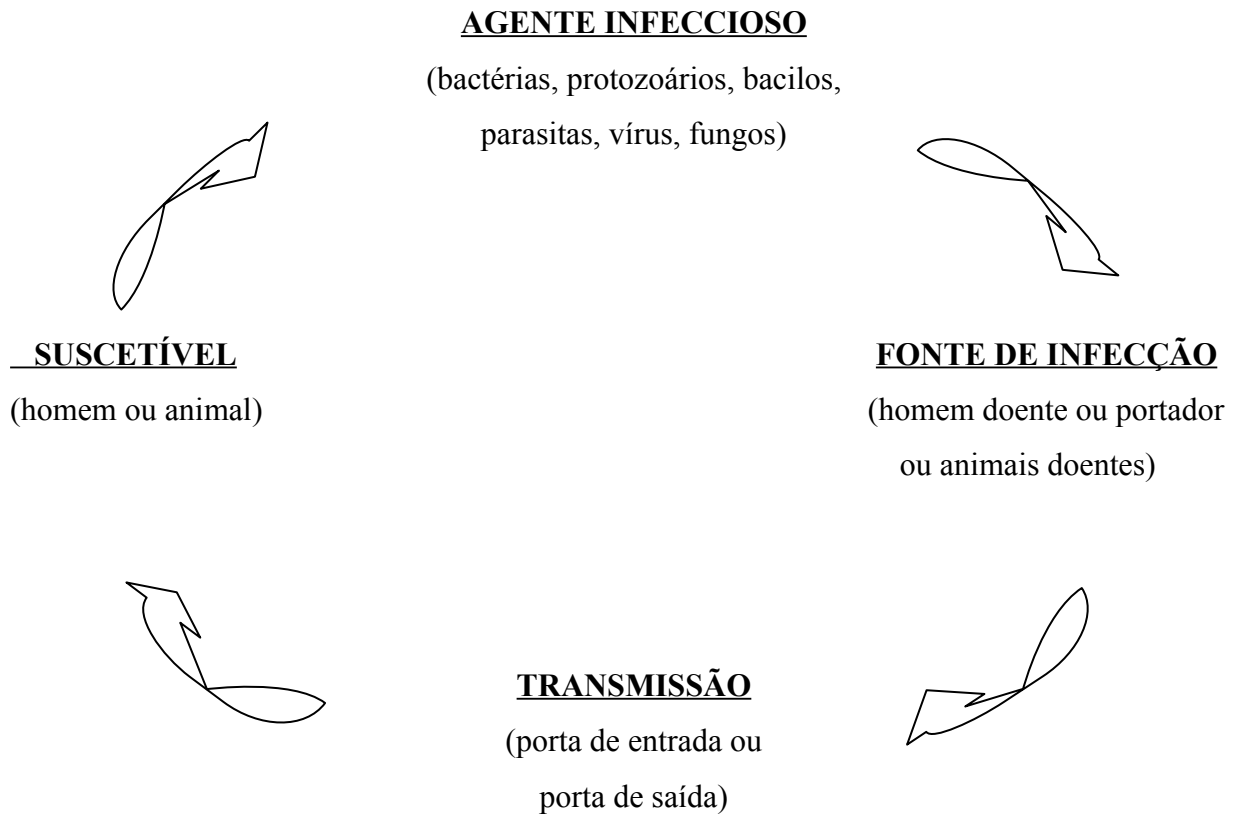 AGENTE INFECCIOSO
(bactérias, protozoários, bacilos,
parasitas, vírus, fungos)
SUSCETÍVEL
(homem ou animal)
FONTE DE INFECÇÃO
(homem doente ou portador
ou animais doentes)
TRANSMISSÃO
(porta de entrada ou
porta de saída)